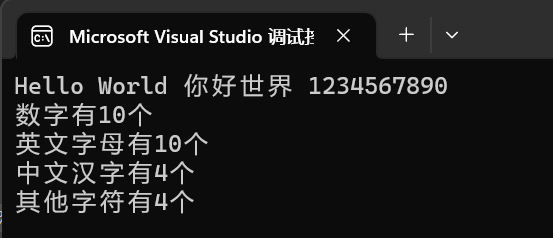 Microsoft Visual Studio 调试
Hello World 你好世界 1234567890
数字有10个
英文字母有10个
中文汉字有4个
其他字符有4个